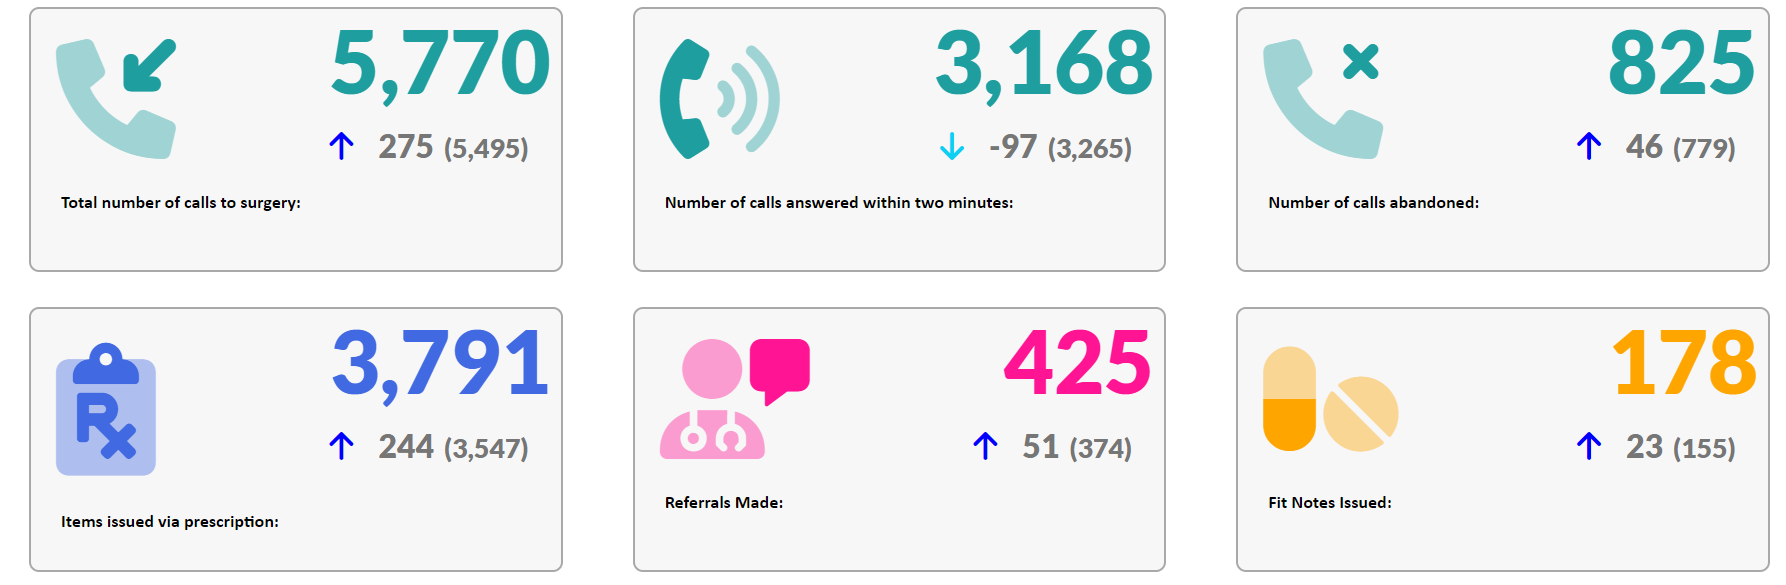 5,770
275 (5,495)
Total number of calls to surgery:
3,168
-97 (3,265)
Number of calls answered within two minutes:
825
46 (779)
Number of calls abandoned:
Rx
3,791
244 (3,547)
Items issued via prescription:
425
51 (374)
Referrals Made:
178
23 (155)
Fit Notes Issued: